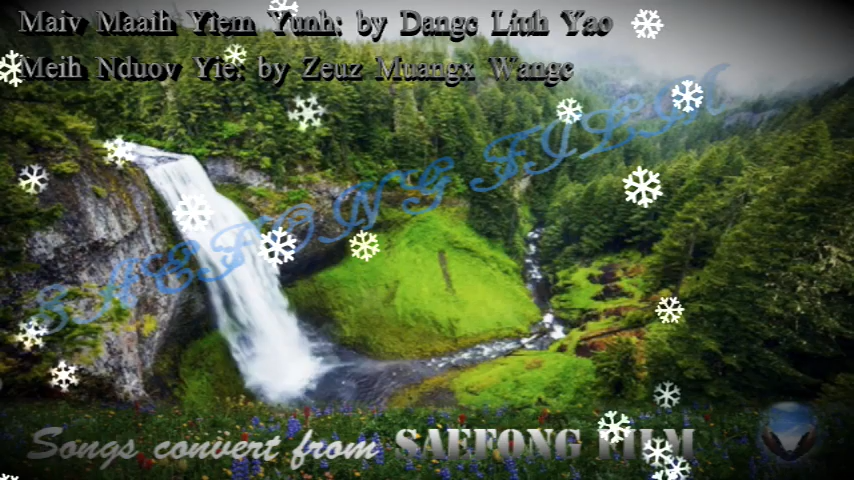 Maiv Maaih Yiem Yunh: by Dangc Liuh Yao
Meih Nduov Yie: by Zeuz Muangx Wangc
SAEFONG FILM
Songs convert from SAEFONG FILM